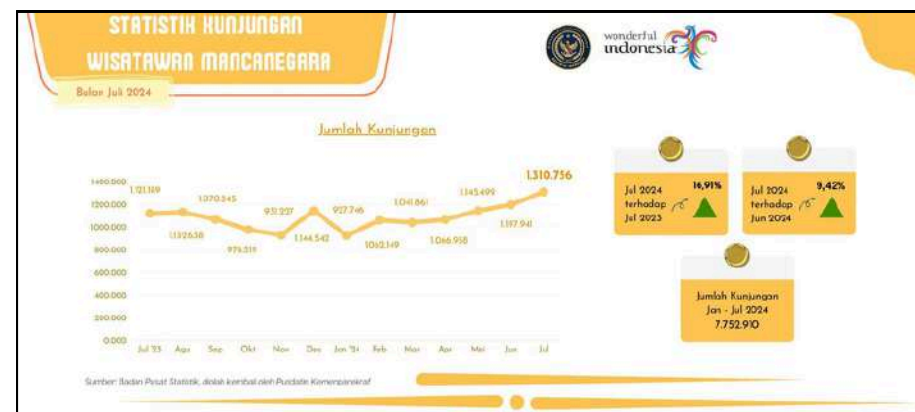 STATISTIK KUNJUNGAN
WISATAWAN MANCANEGARA
Bulan Juli 2024
wonderful
indonesia
Jumlah Kunjungan
1400.000
1200.000
1000.000
800.000
600.000
400.000
200.000
0.000
1.121.189
1.132.638
1.070.245
978.519
931.227
1.144.542
927.746
1.062.149
1.041.861
1.066.958
1.145.499
1.197.941
1.310.756
Jul '23 Ags Sep Okt Nov Des Jan '24 Feb Mar Apr Mei Jun Jul
Jul 2024 16,91%
terhadap
Jul 2023
Jul 2024 9,42%
terhadap
Jun 2024
Jumlah Kunjungan
Jan - Jul 2024
7.752.910
Sumber: Badan Pusat Statistik, diolah kembali oleh Pusdatin Kemenparekraf